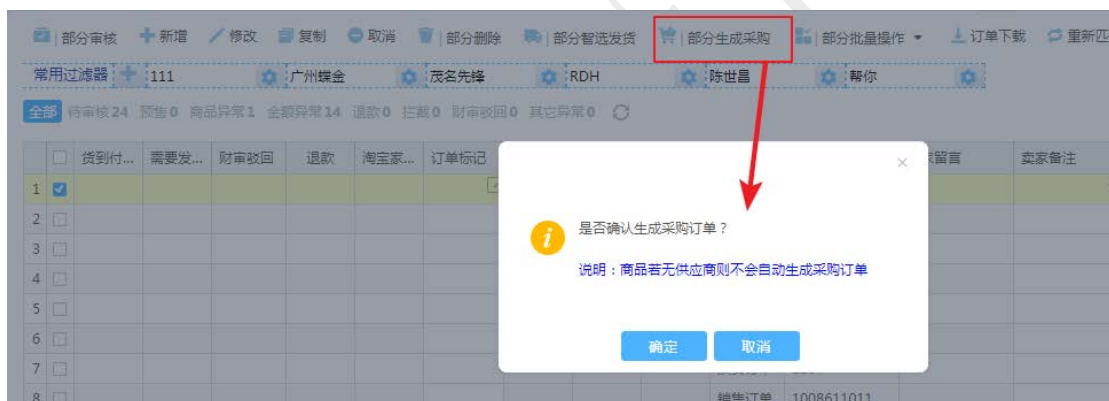 部分审核 新增 修改 复制 取消 部分删除 部分智选发货 部分生成采购 部分批量操作 订单下载 重新匹
常用过滤器 111 广州蝶金 茂名先锋 RDH 陈世昌 帮你
全部 待审核 24 预售 0 商品异常 1 金额异常 14 退款 0 拦截 0 财审驳回 0 其它异常 0
货到付... 需要发... 财审驳回 退款 淘宝家... 订单标记 留言 卖家备注
1
2
3
4
5
6
7
8
是否确认生成采购订单？
说明：商品若无供应商则不会自动生成采购订单
确定 取消
销售订单 1008611011